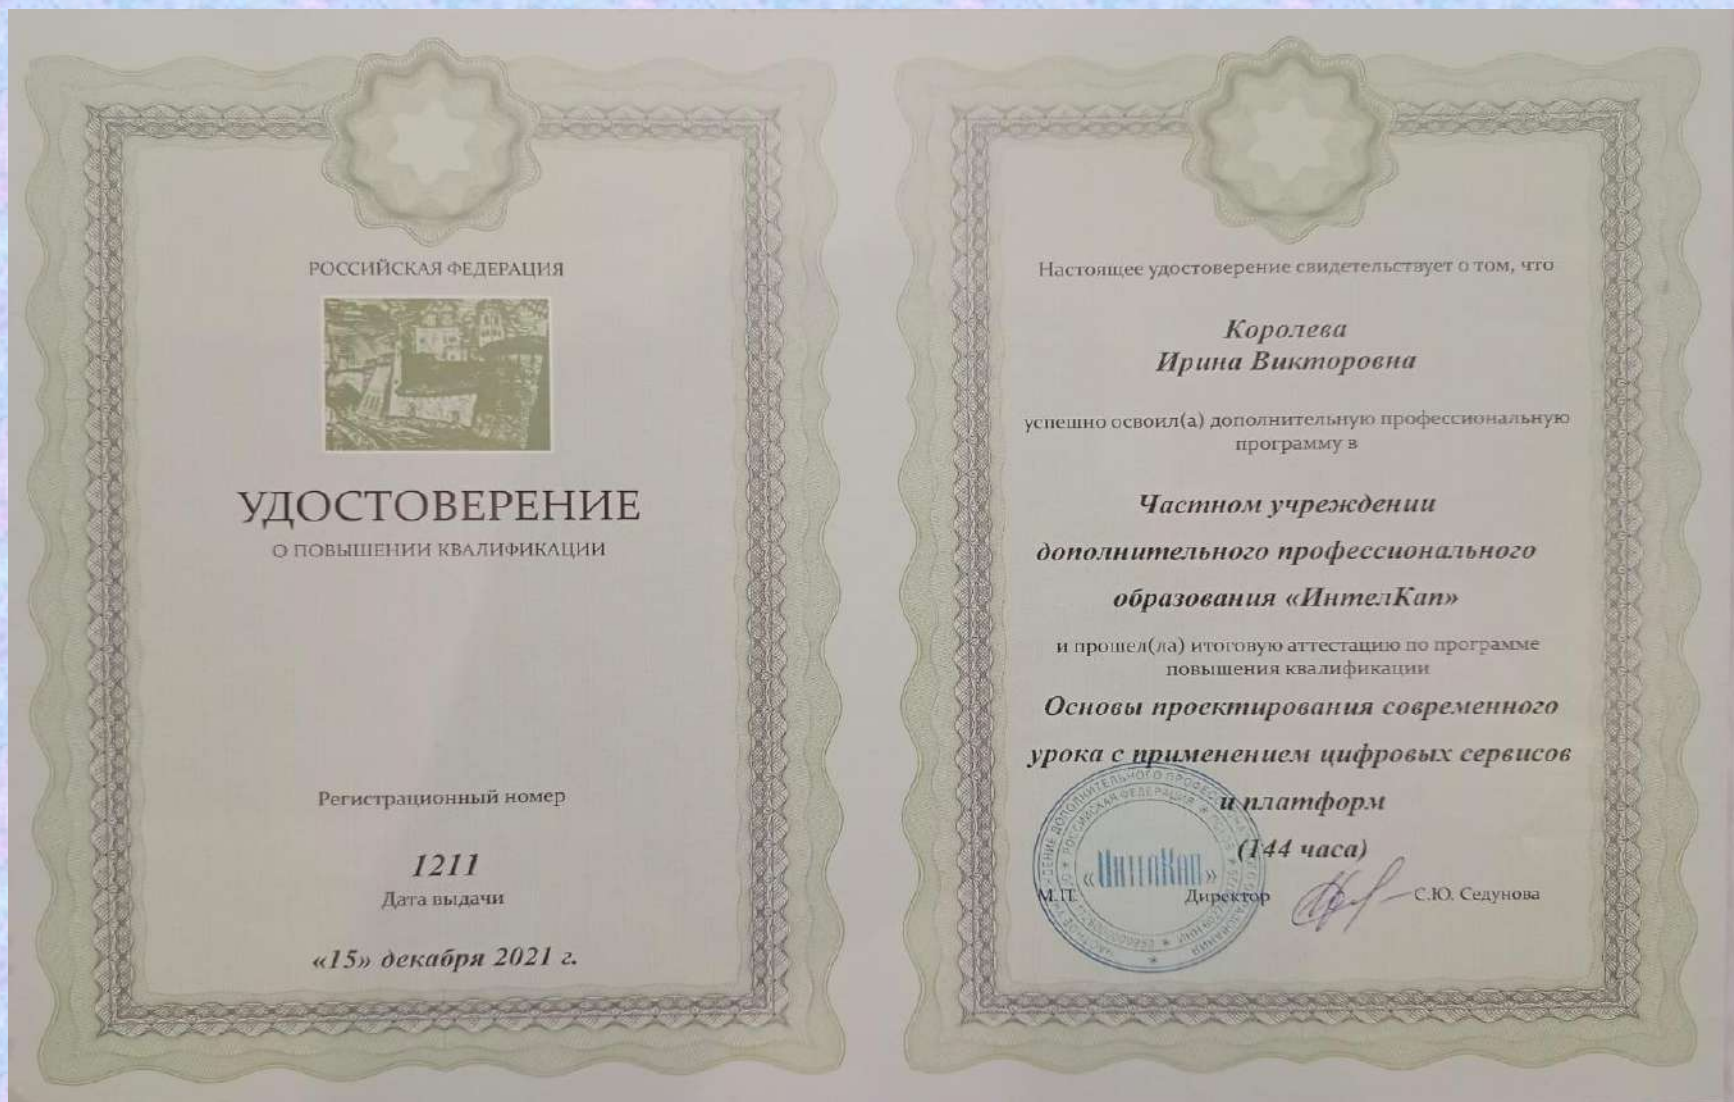 РОССИЙСКАЯ ФЕДЕРАЦИЯ
УДОСТОВЕРЕНИЕ
О ПОВЫШЕНИИ КВАЛИФИКАЦИИ
Регистрационный номер
1211
Дата выдачи
«15» декабря 2021 г.
Настоящее удостоверение свидетельствует о том, что
Королева
Ирина Викторовна
успешно освоил(а) дополнительную профессиональную
программу в
Частном учреждении
дополнительного профессионального
образования «ИнтелКап»
и прошел(ла) итоговую аттестацию по программе
повышения квалификации
Основы проектирования современного
урока с применением цифровых сервисов
и платформ
(144 часа)
М.П.
Директор
С.Ю. Седунова
«ИнтелКап»
РОССИЙСКАЯ ФЕДЕРАЦИЯ